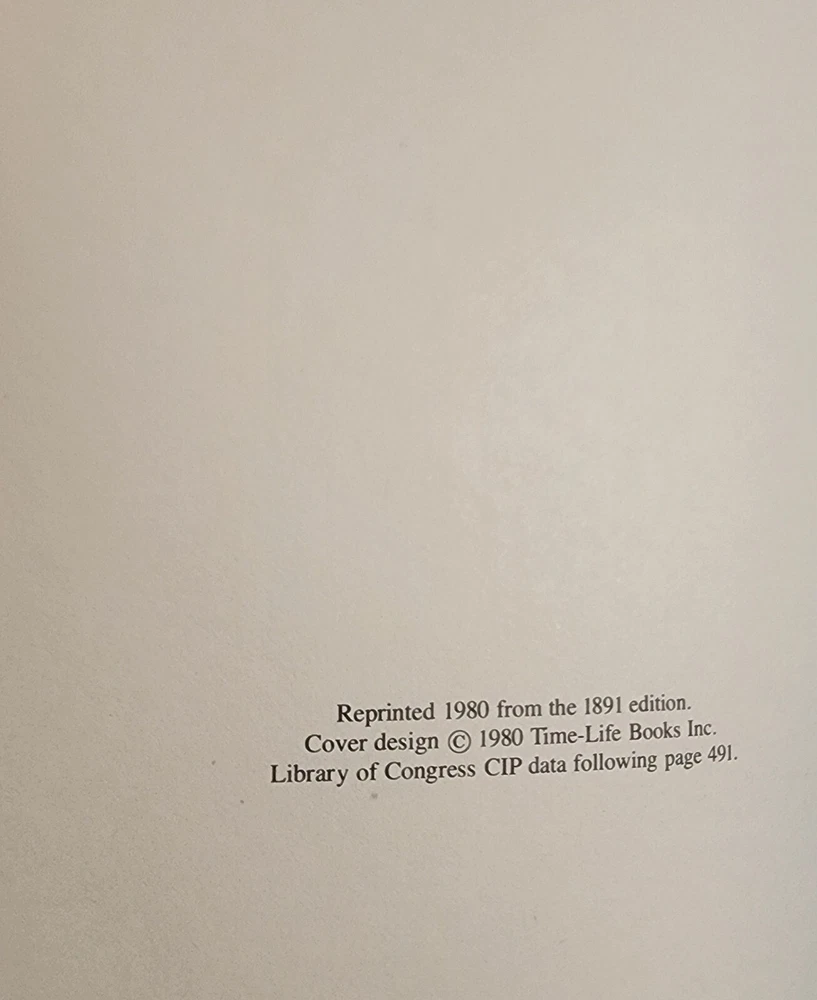 Reprinted 1980 from the 1891 edition.
Cover design © 1980 Time-Life Books Inc.
Library of Congress CIP data following page 491.